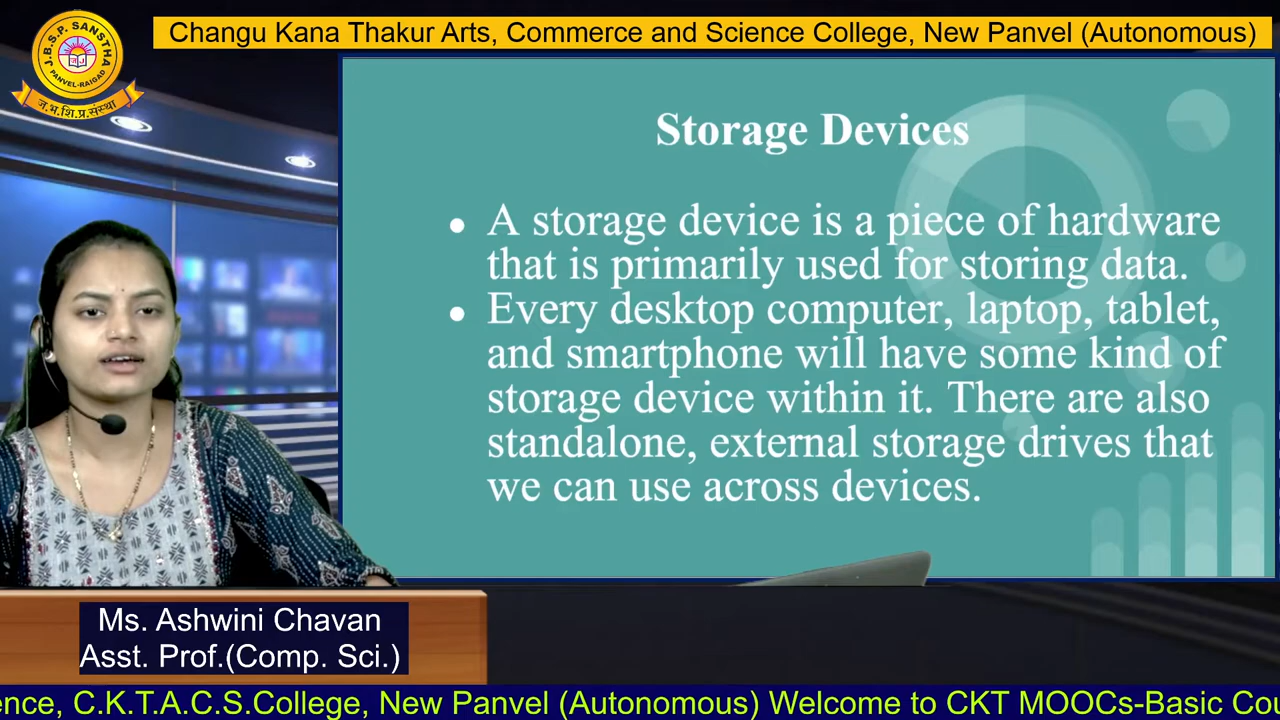 Changu Kana Thakur Arts, Commerce and Science College, New Panvel (Autonomous)
J.B.S.P. SANSTHA
PANVEL-RAIGAD
ज.भ.शि.प्र.संस्था
Storage Devices
• A storage device is a piece of hardware
that is primarily used for storing data.
• Every desktop computer, laptop, tablet,
and smartphone will have some kind of
storage device within it. There are also
standalone, external storage drives that
we can use across devices.
Ms. Ashwini Chavan
Asst. Prof.(Comp. Sci.)
ence, C.K.T.A.C.S.College, New Panvel (Autonomous) Welcome to CKT MOOCs-Basic Cou